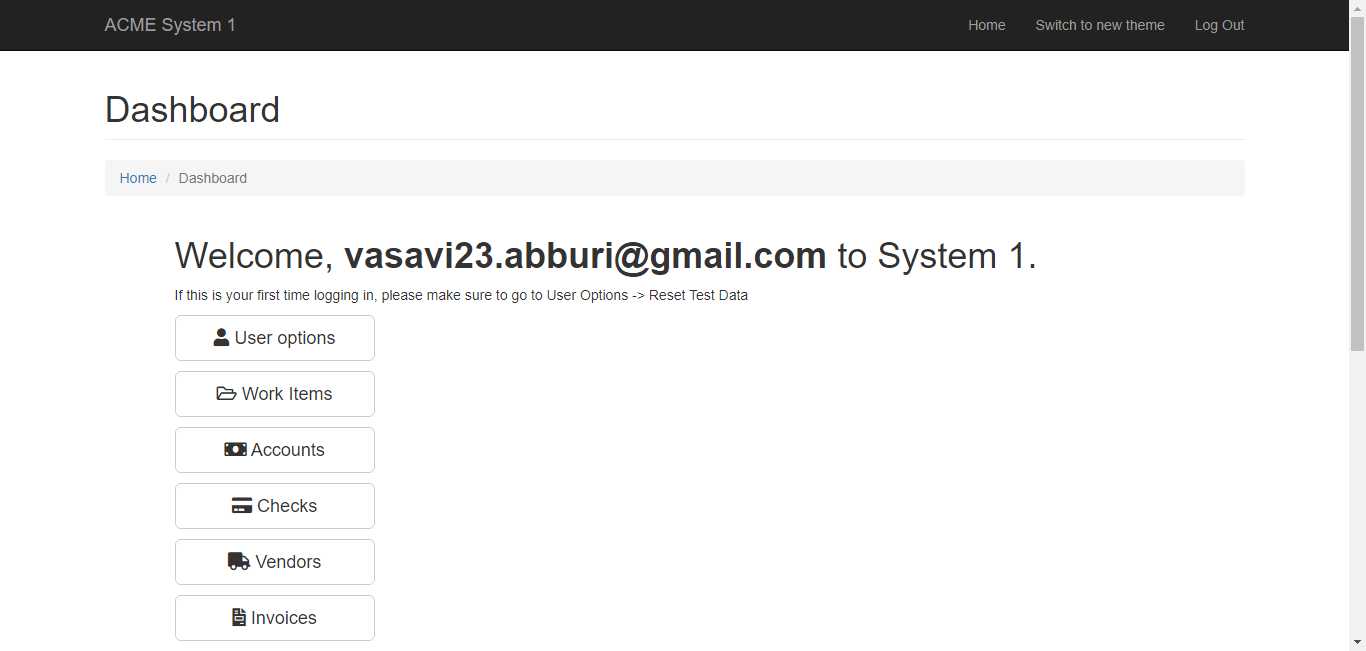 ACME System 1
Home
Switch to new theme
Log Out
Dashboard
Home / Dashboard
Welcome, vasavi23.abburi@gmail.com to System 1.
If this is your first time logging in, please make sure to go to User Options -> Reset Test Data
User options
Work Items
Accounts
Checks
Vendors
Invoices